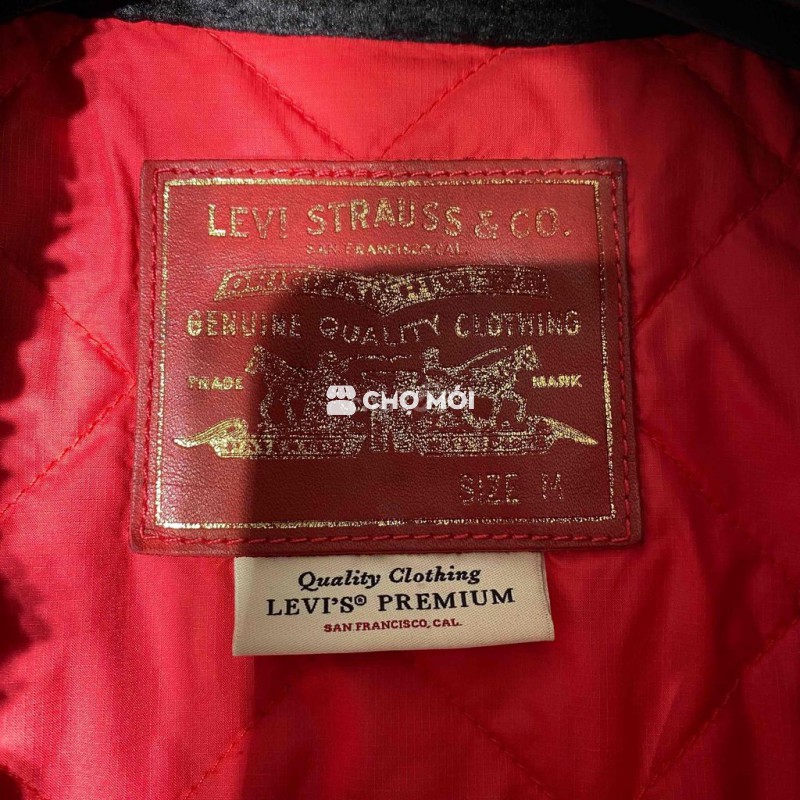 LEVI STRAUSS & CO.
SAN FRANCISCO, CAL.
GENUINE QUALITY CLOTHING
TRADE MARK
CHỢ MỚI
SIZE M
Quality Clothing
LEVI'S® PREMIUM
SAN FRANCISCO, CAL.